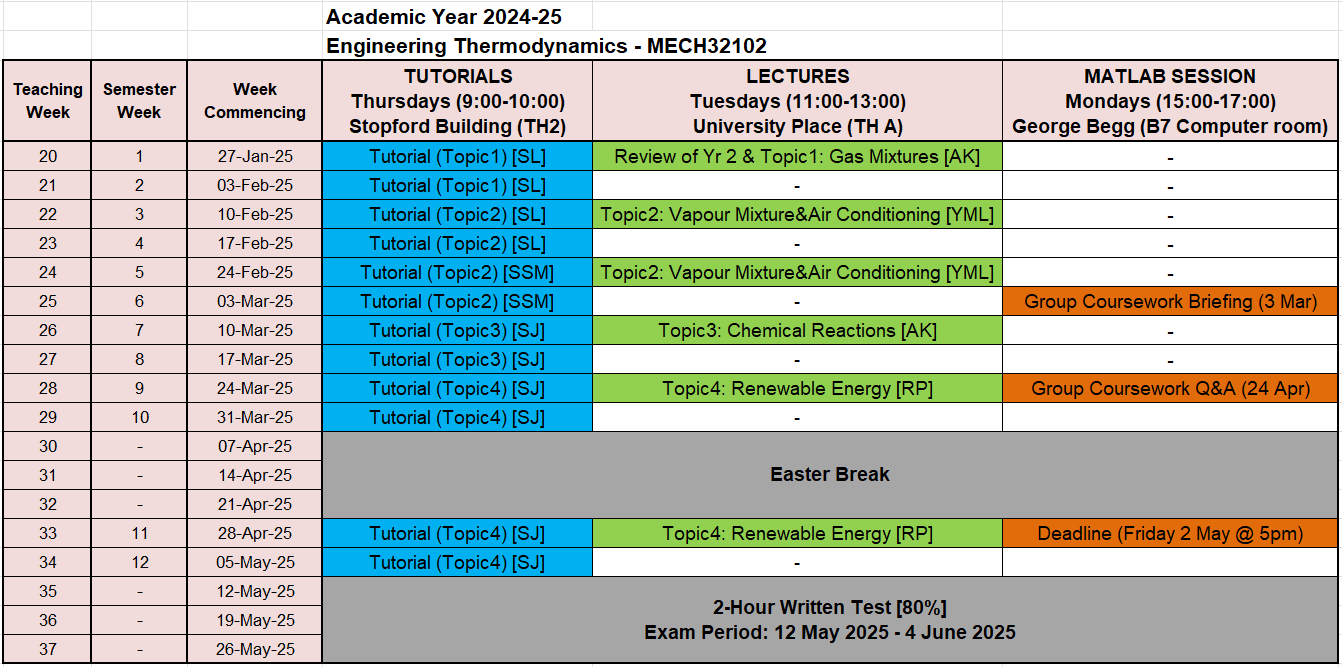 Academic Year 2024-25
Engineering Thermodynamics - MECH32102
Teaching Week Semester Week Week Commencing TUTORIALS Thursdays (9:00-10:00) Stopford Building (TH2) LECTURES Tuesdays (11:00-13:00) University Place (TH A) MATLAB SESSION Mondays (15:00-17:00) George Begg (B7 Computer room)
20 1 27-Jan-25 Tutorial (Topic1) [SL] Review of Yr 2 & Topic1: Gas Mixtures [AK] -
21 2 03-Feb-25 Tutorial (Topic1) [SL] - -
22 3 10-Feb-25 Tutorial (Topic2) [SL] Topic2: Vapour Mixture&Air Conditioning [YML] -
23 4 17-Feb-25 Tutorial (Topic2) [SL] - -
24 5 24-Feb-25 Tutorial (Topic2) [SSM] Topic2: Vapour Mixture&Air Conditioning [YML] -
25 6 03-Mar-25 Tutorial (Topic2) [SSM] - Group Coursework Briefing (3 Mar)
26 7 10-Mar-25 Tutorial (Topic3) [SJ] Topic3: Chemical Reactions [AK] -
27 8 17-Mar-25 Tutorial (Topic3) [SJ] - -
28 9 24-Mar-25 Tutorial (Topic4) [SJ] Topic4: Renewable Energy [RP] Group Coursework Q&A (24 Apr)
29 10 31-Mar-25 Tutorial (Topic4) [SJ] -
30 - 07-Apr-25
31 - 14-Apr-25 Easter Break
32 - 21-Apr-25
33 11 28-Apr-25 Tutorial (Topic4) [SJ] Topic4: Renewable Energy [RP] Deadline (Friday 2 May @ 5pm)
34 12 05-May-25 Tutorial (Topic4) [SJ] -
35 - 12-May-25
36 - 19-May-25 2-Hour Written Test [80%]
Exam Period: 12 May 2025 - 4 June 2025
37 - 26-May-25